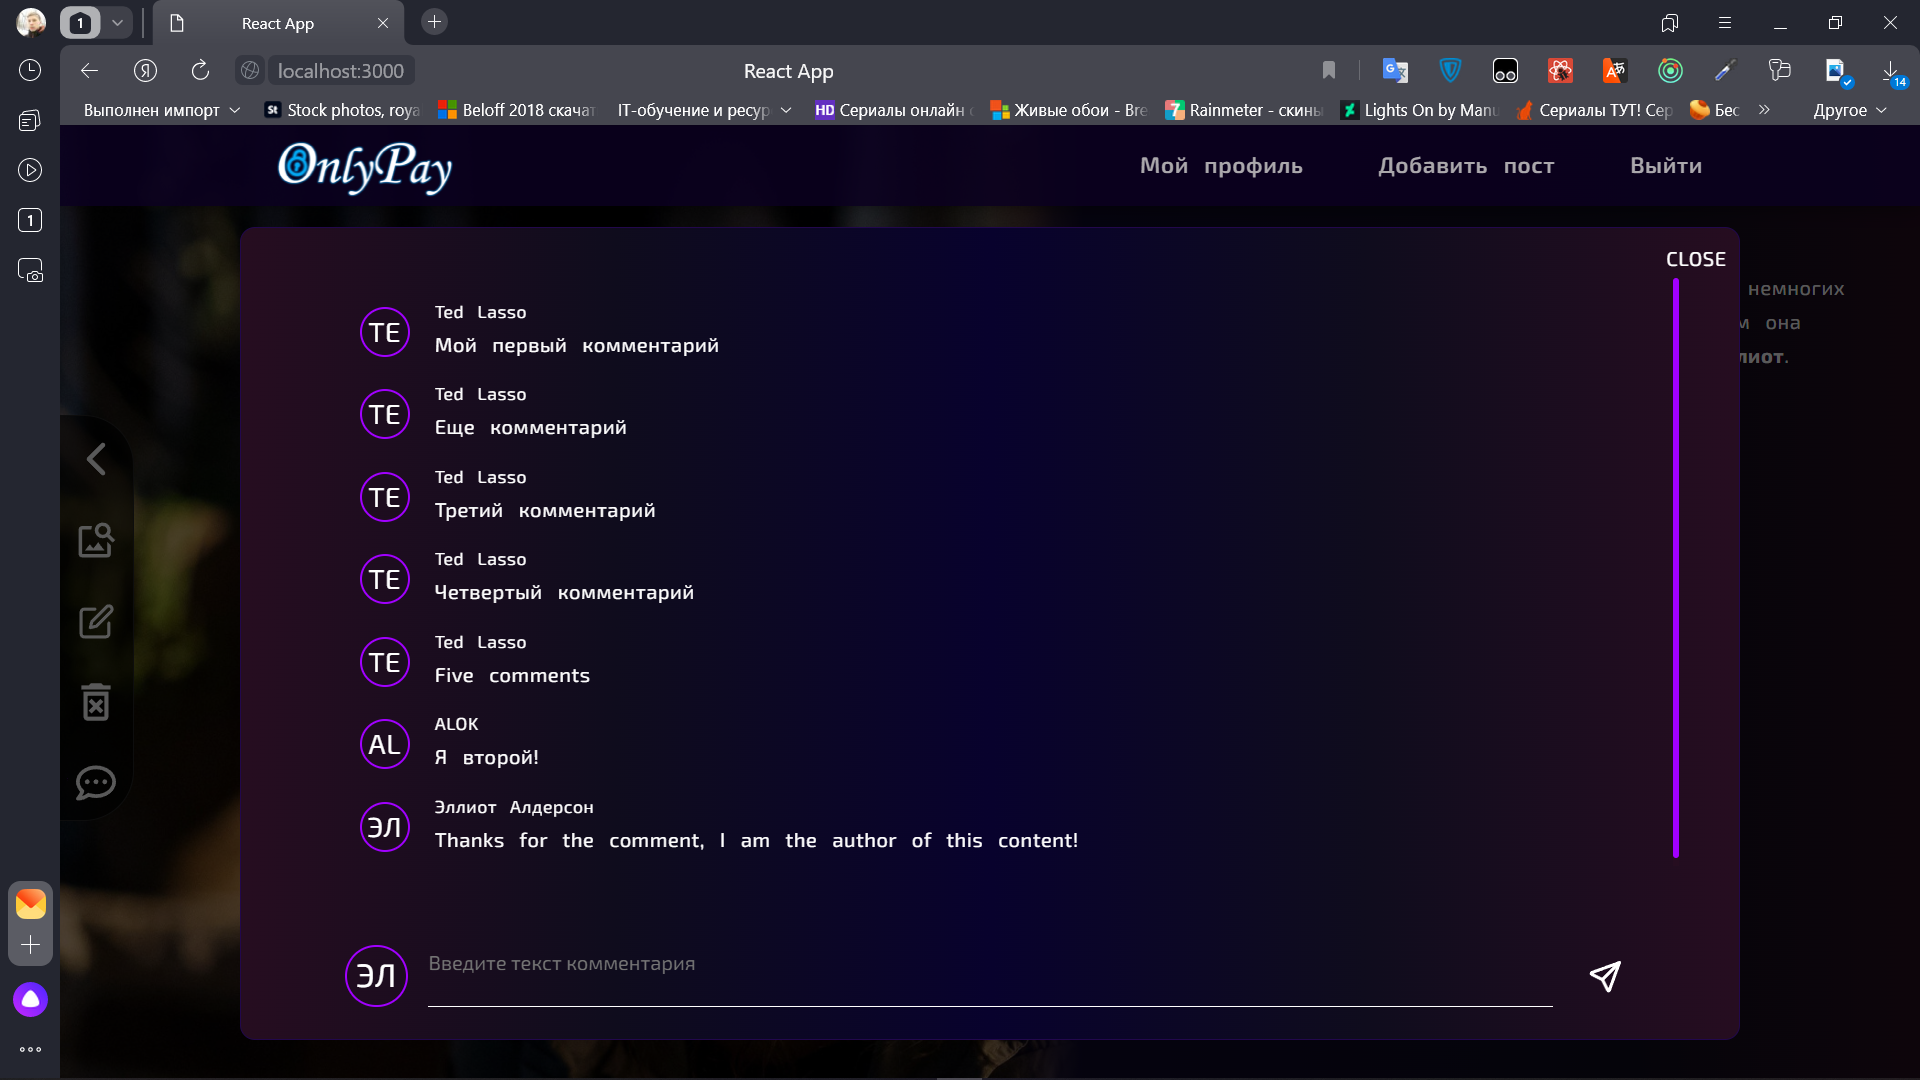 1
React App
localhost:3000
React App
14
Выполнен импорт
St
Stock photos, roya
Beloff 2018 скачат
IT-обучение и ресур
HD
Сериалы онлайн
Живые обои - Bre
7
Rainmeter - скины
Lights On by Manu
Сериалы ТУТ! Сер
Бес
»
Другое
1
OnlyPay
Мой профиль
Добавить пост
Выйти
CLOSE
немногих
м она
лиот.
TE
Ted Lasso
Мой первый комментарий
TE
Ted Lasso
Еще комментарий
TE
Ted Lasso
Третий комментарий
TE
Ted Lasso
Четвертый комментарий
TE
Ted Lasso
Five comments
AL
ALOK
Я второй!
ЭЛ
Эллиот Алдерсон
Thanks for the comment, I am the author of this content!
ЭЛ
Введите текст комментария